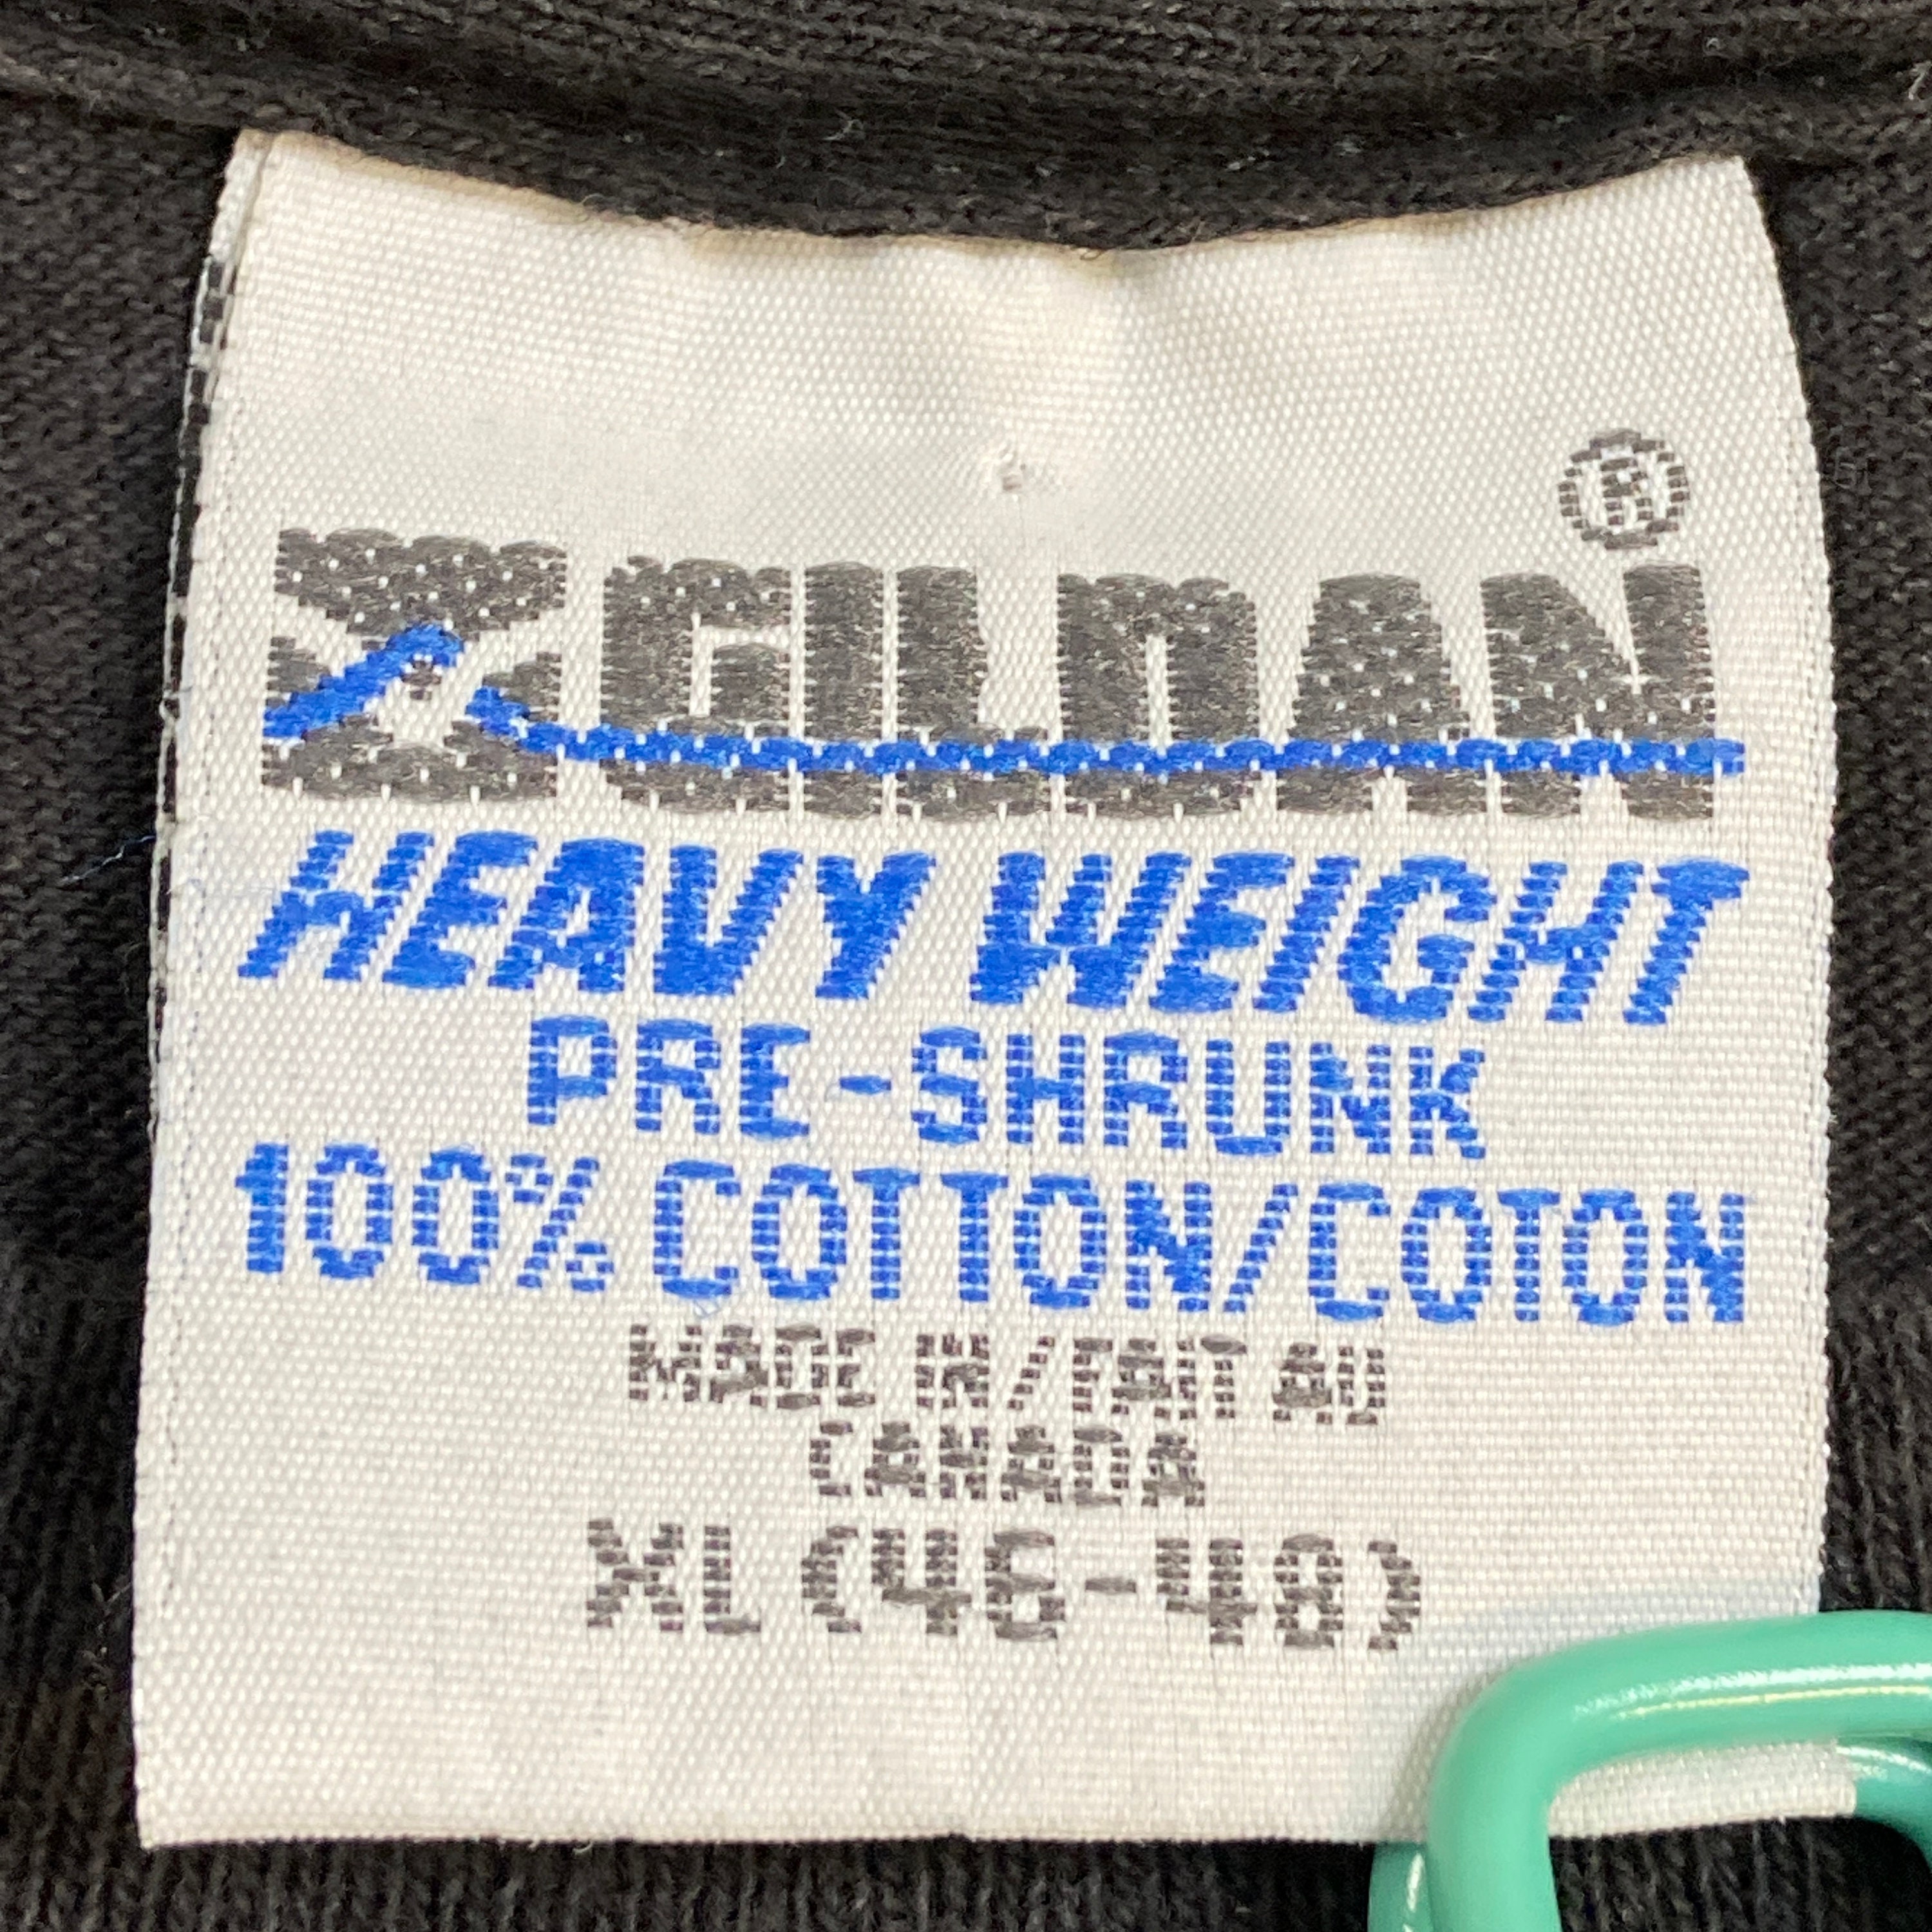 ®
GILDAN
HEAVY WEIGHT
PRE-SHRUNK
100% COTTON/COTON
MADE IN/FAIT AU
CANADA
XL (46-48)